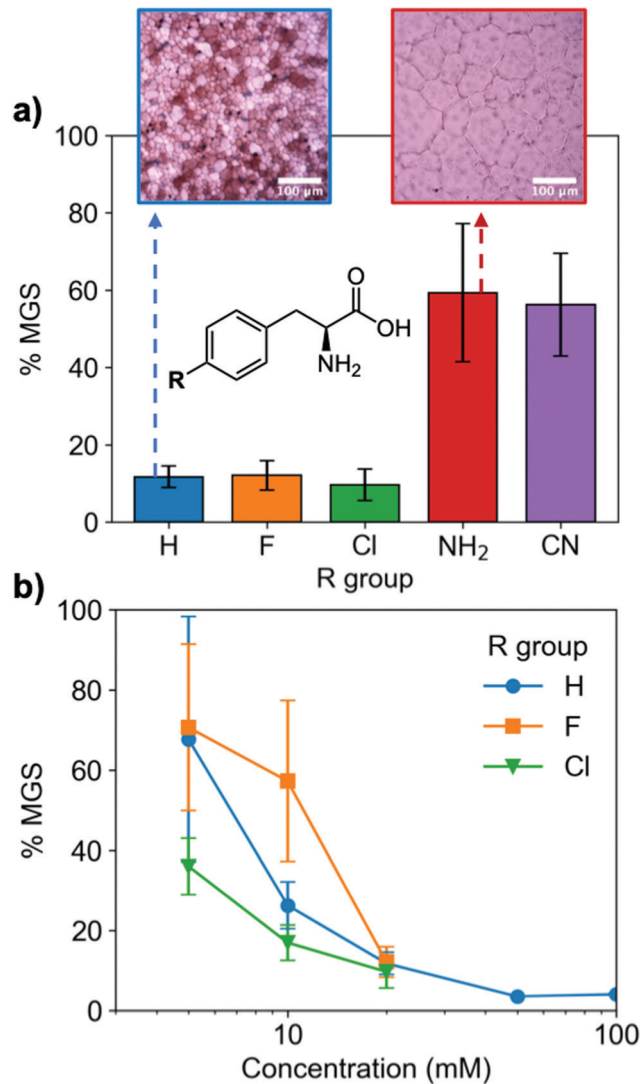 a)
100 μm
100 μm
100
80
60
40
20
0
% MGS
R
O
OH
NH2
H
F
Cl
NH2
CN
R group
b)
100
80
60
40
20
0
% MGS
R group
H
F
Cl
10
100
Concentration (mM)